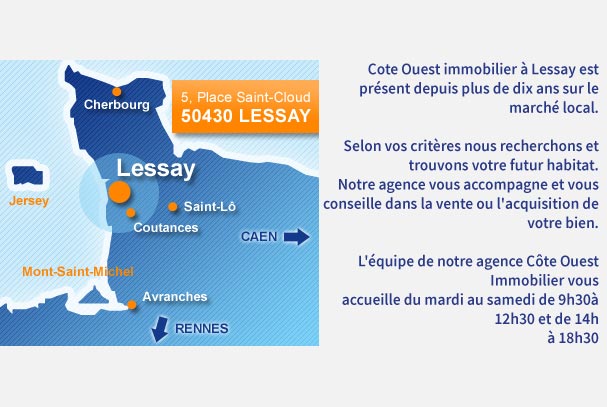 Cherbourg
5, Place Saint-Cloud
50430 LESSAY
Lessay
Jersey
Saint-Lô
Coutances
CAEN
Mont-Saint-Michel
Avranches
RENNES
Cote Ouest immobilier à Lessay est
présent depuis plus de dix ans sur le
marché local.
Selon vos critères nous recherchons et
trouvons votre futur habitat.
Notre agence vous accompagne et vous
conseille dans la vente ou l'acquisition de
votre bien.
L'équipe de notre agence Côte Ouest
Immobilier vous
accueille du mardi au samedi de 9h30à
12h30 et de 14h
à 18h30